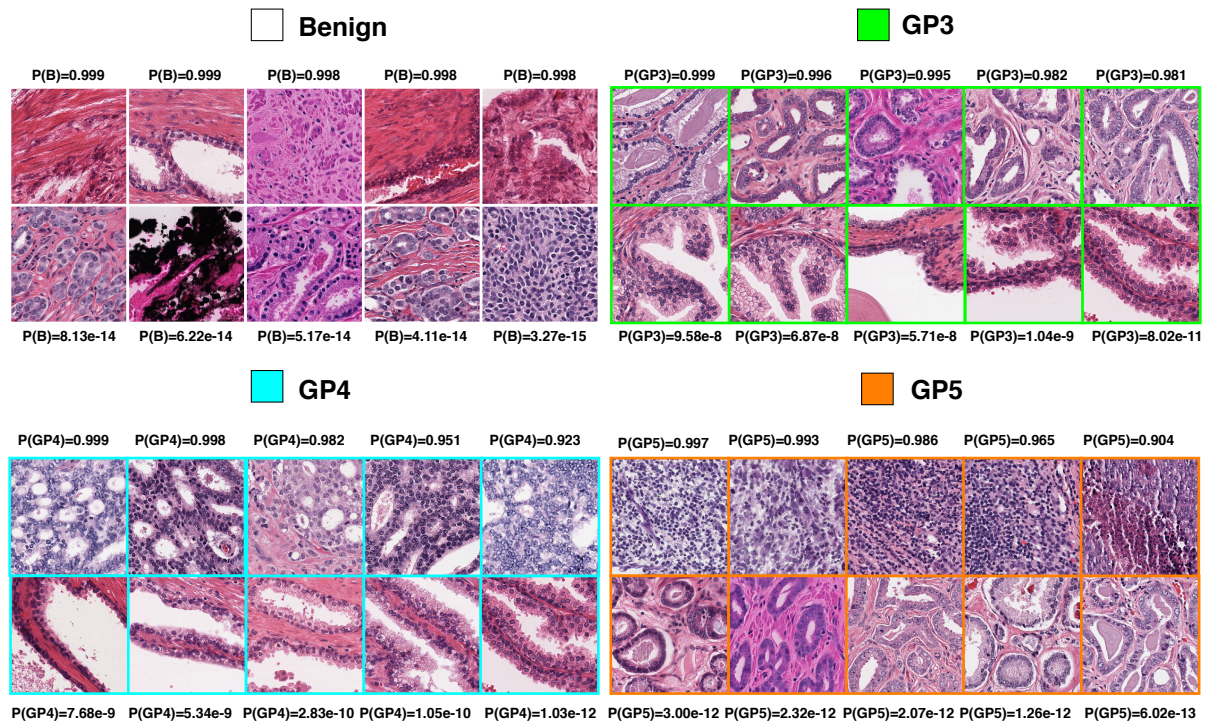 Benign
GP3
P(B)=0.999 P(B)=0.999 P(B)=0.998 P(B)=0.998 P(B)=0.998
P(GP3)=0.999 P(GP3)=0.996 P(GP3)=0.995 P(GP3)=0.982 P(GP3)=0.981
P(B)=8.13e-14 P(B)=6.22e-14 P(B)=5.17e-14 P(B)=4.11e-14 P(B)=3.27e-15
P(GP3)=9.58e-8 P(GP3)=6.87e-8 P(GP3)=5.71e-8 P(GP3)=1.04e-9 P(GP3)=8.02e-11
GP4
GP5
P(GP4)=0.999 P(GP4)=0.998 P(GP4)=0.982 P(GP4)=0.951 P(GP4)=0.923
P(GP5)=0.997 P(GP5)=0.993 P(GP5)=0.986 P(GP5)=0.965 P(GP5)=0.904
P(GP4)=7.68e-9 P(GP4)=5.34e-9 P(GP4)=2.83e-10 P(GP4)=1.05e-10 P(GP4)=1.03e-12
P(GP5)=3.00e-12 P(GP5)=2.32e-12 P(GP5)=2.07e-12 P(GP5)=1.26e-12 P(GP5)=6.02e-13